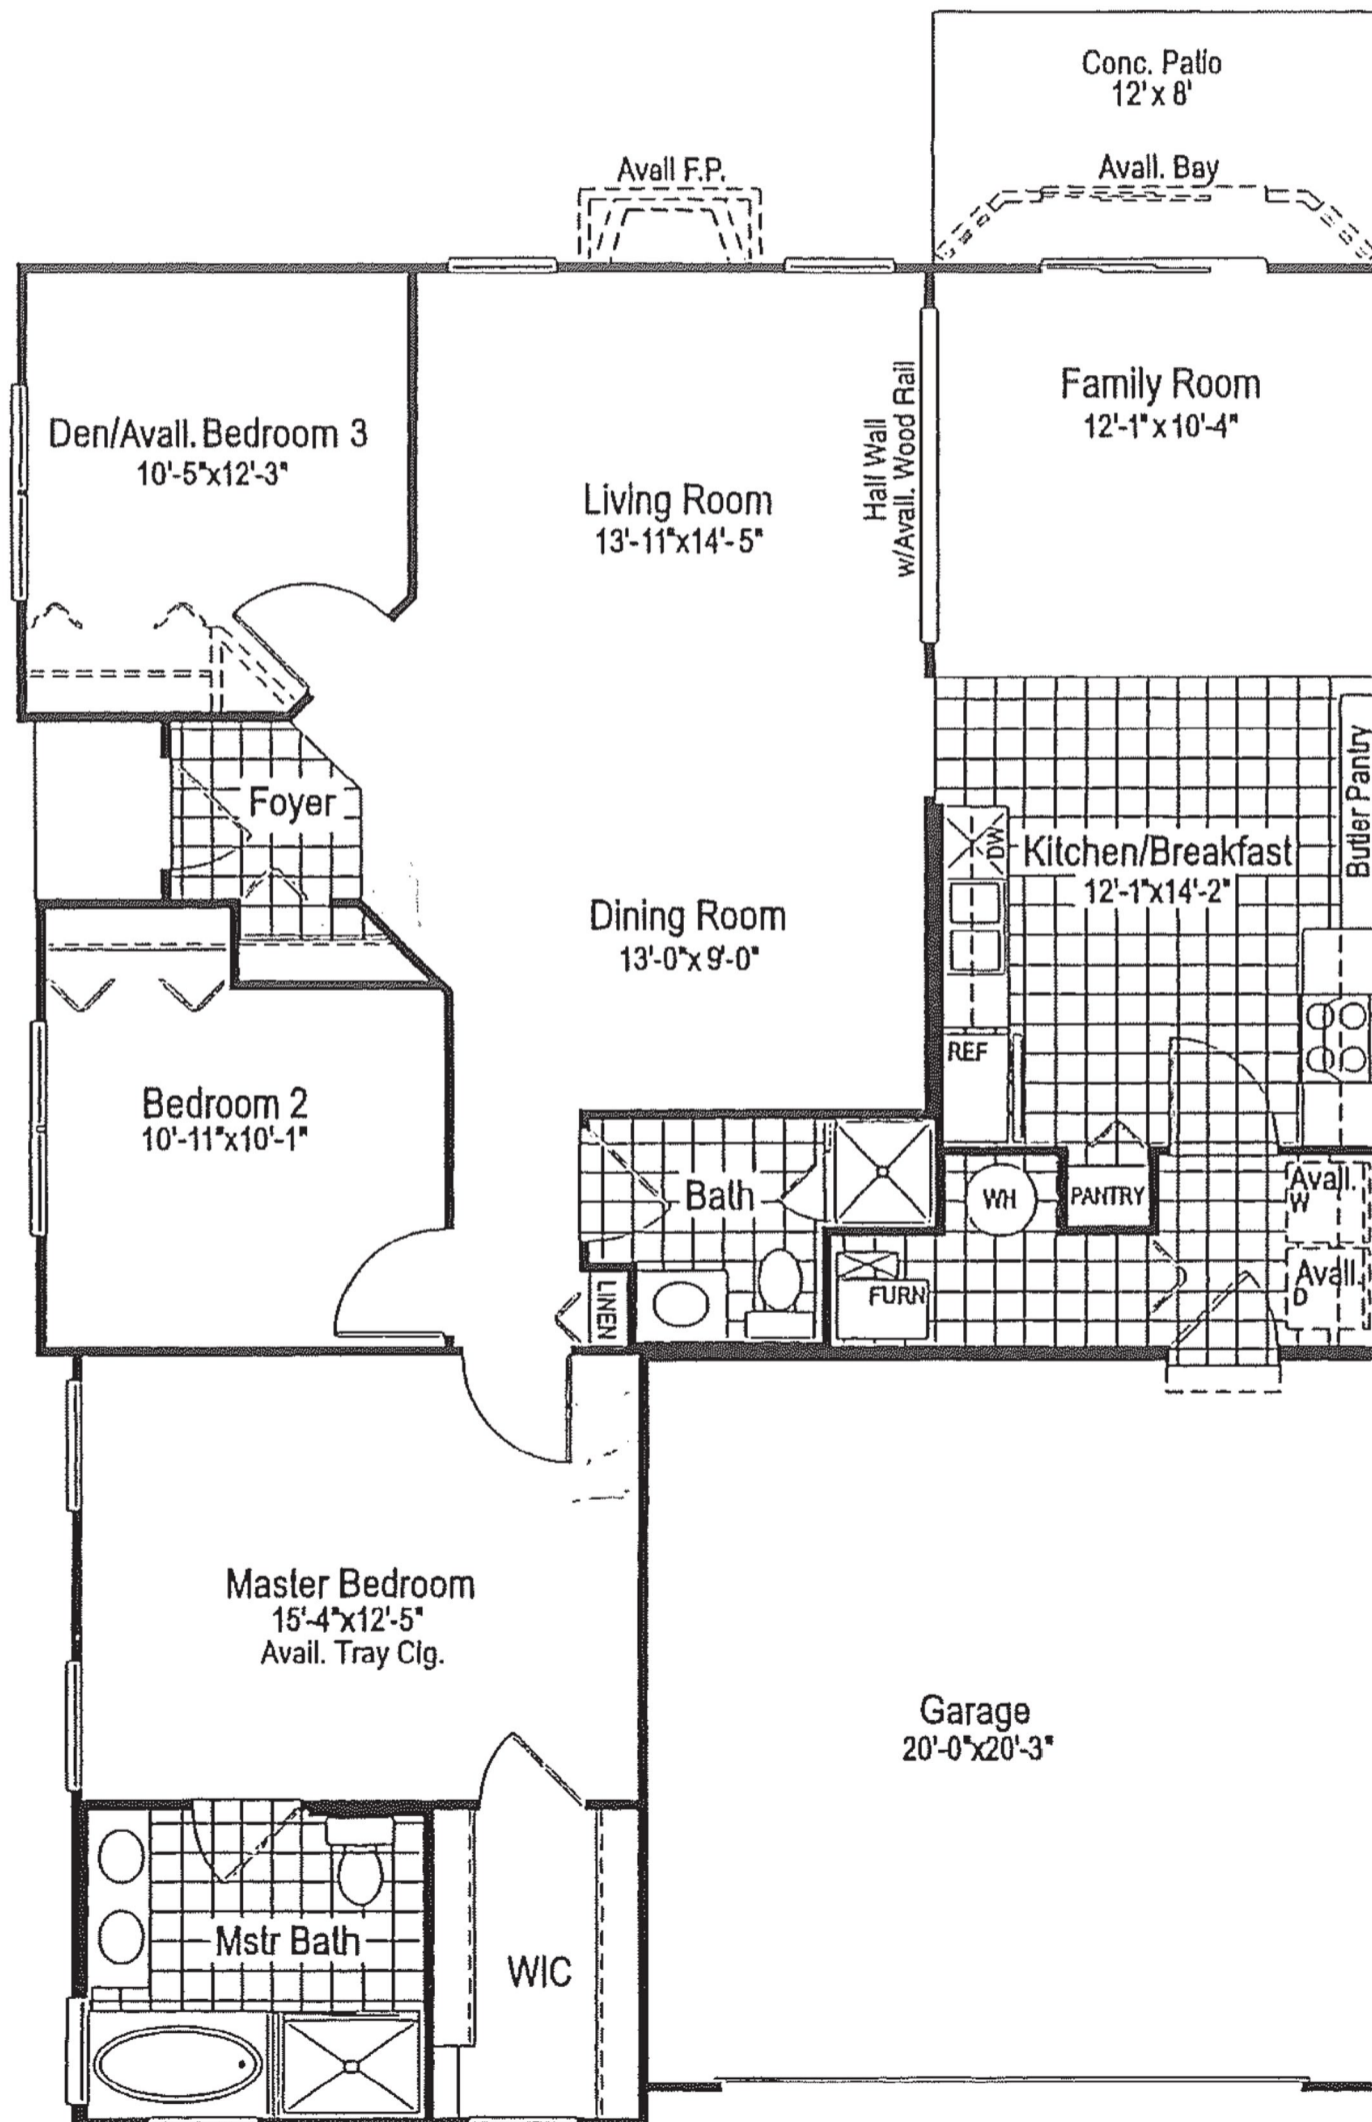 Conc. Patio
12' x 8'
Avail F.P.
Avail. Bay
Family Room
12'-1"x10'-4"
Den/Avail. Bedroom 3
10'-5"x12'-3"
Living Room
13'-11"x14'-5"
Half Wall
w/Avail. Wood Rail
Foyer
Butler Pantry
DW
Kitchen/Breakfast
12'-1"x14'-2"
Dining Room
13'-0"x 9'-0"
REF
Bedroom 2
10'-11"x10'-1"
Bath
WH
PANTRY
Avail.
W
Avail.
D
FURN
LINEN
Master Bedroom
15'-4"x12'-5"
Avail. Tray Clg.
Garage
20'-0"x20'-3"
Mstr Bath
WIC